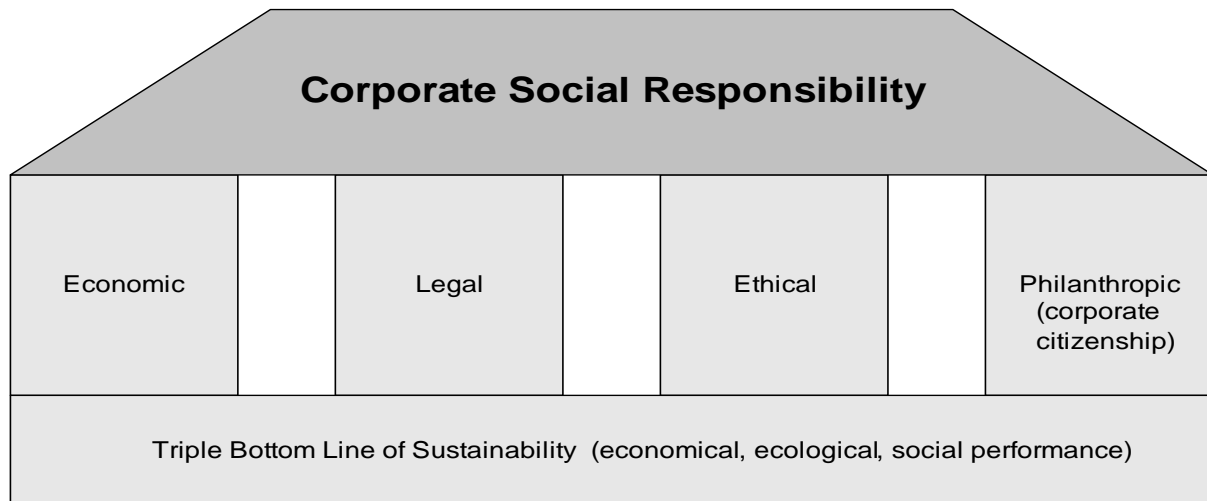 Corporate Social Responsibility
Economic
Legal
Ethical
Philanthropic
(corporate
citizenship)
Triple Bottom Line of Sustainability (economical, ecological, social performance)